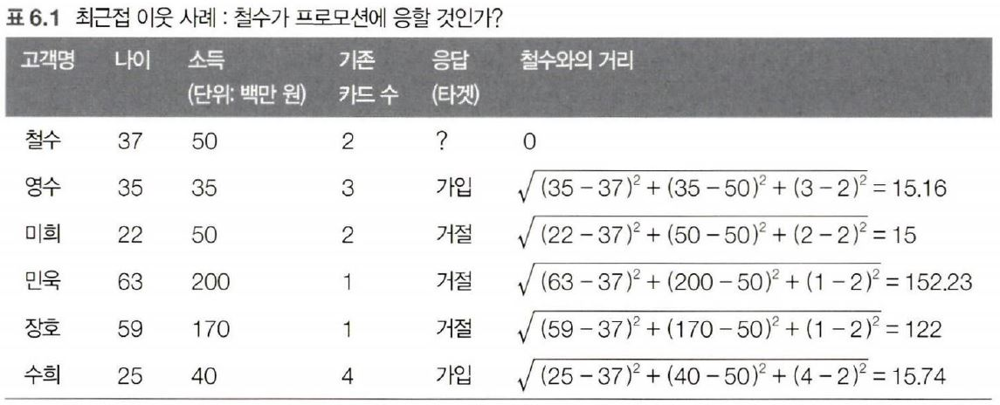 표 6.1 최근접 이웃 사례 : 철수가 프로모션에 응할 것인가?
고객명 나이 소득 기존 응답 철수와의 거리
(단위: 백만 원) 카드 수 (타겟)
철수 37 50 2 ? 0
영수 35 35 3 가입 √(35 − 37)² + (35 − 50)² + (3 − 2)² = 15.16
미희 22 50 2 거절 √(22 − 37)² + (50 − 50)² + (2 − 2)² = 15
민욱 63 200 1 거절 √(63 − 37)² + (200 − 50)² + (1 − 2)² = 152.23
장호 59 170 1 거절 √(59 − 37)² + (170 − 50)² + (1 − 2)² = 122
수희 25 40 4 가입 √(25 − 37)² + (40 − 50)² + (4 − 2)² = 15.74